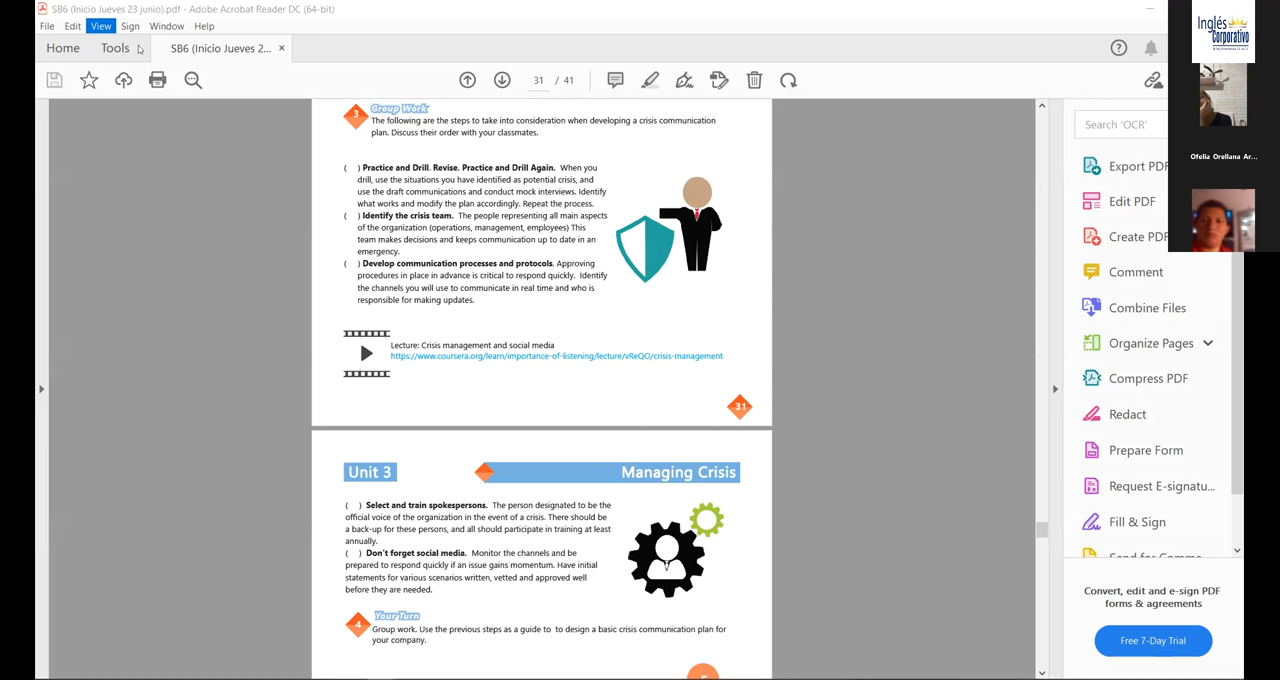 SB6 (Inicio Jueves 23 junio).pdf - Adobe Acrobat Reader DC (64-bit)
File Edit View Sign Window Help
Home Tools SB6 (Inicio Jueves 2... ×
31 / 41
3 Group Work
The following are the steps to take into consideration when developing a crisis communication
plan. Discuss their order with your classmates.
( ) Practice and Drill. Revise. Practice and Drill Again. When you
drill, use the situations you have identified as potential crisis, and
use the draft communications and conduct mock interviews. Identify
what works and modify the plan accordingly. Repeat the process.
( ) Identify the crisis team. The people representing all main aspects
of the organization (operations, management, employees) This
team makes decisions and keeps communication up to date in an
emergency.
( ) Develop communication processes and protocols. Approving
procedures in place in advance is critical to respond quickly. Identify
the channels you will use to communicate in real time and who is
responsible for making updates.
Lecture: Crisis management and social media
https://www.coursera.org/learn/importance-of-listening/lecture/vReQO/crisis-management
31
Unit 3 Managing Crisis
( ) Select and train spokespersons. The person designated to be the
official voice of the organization in the event of a crisis. There should be
a back-up for these persons, and all should participate in training at least
annually.
( ) Don't forget social media. Monitor the channels and be
prepared to respond quickly if an issue gains momentum. Have initial
statements for various scenarios written, vetted and approved well
before they are needed.
4 Your Turn
Group work. Use the previous steps as a guide to to design a basic crisis communication plan for
your company.
Search 'OCR'
Export PDF
Edit PDF
Create PDF
Comment
Combine Files
Organize Pages
Compress PDF
Redact
Prepare Form
Request E-signatu...
Fill & Sign
Send for Comme...
Convert, edit and e-sign PDF
forms & agreements
Free 7-Day Trial
Inglés
Corporativo
Ofelia Orellana Ar...